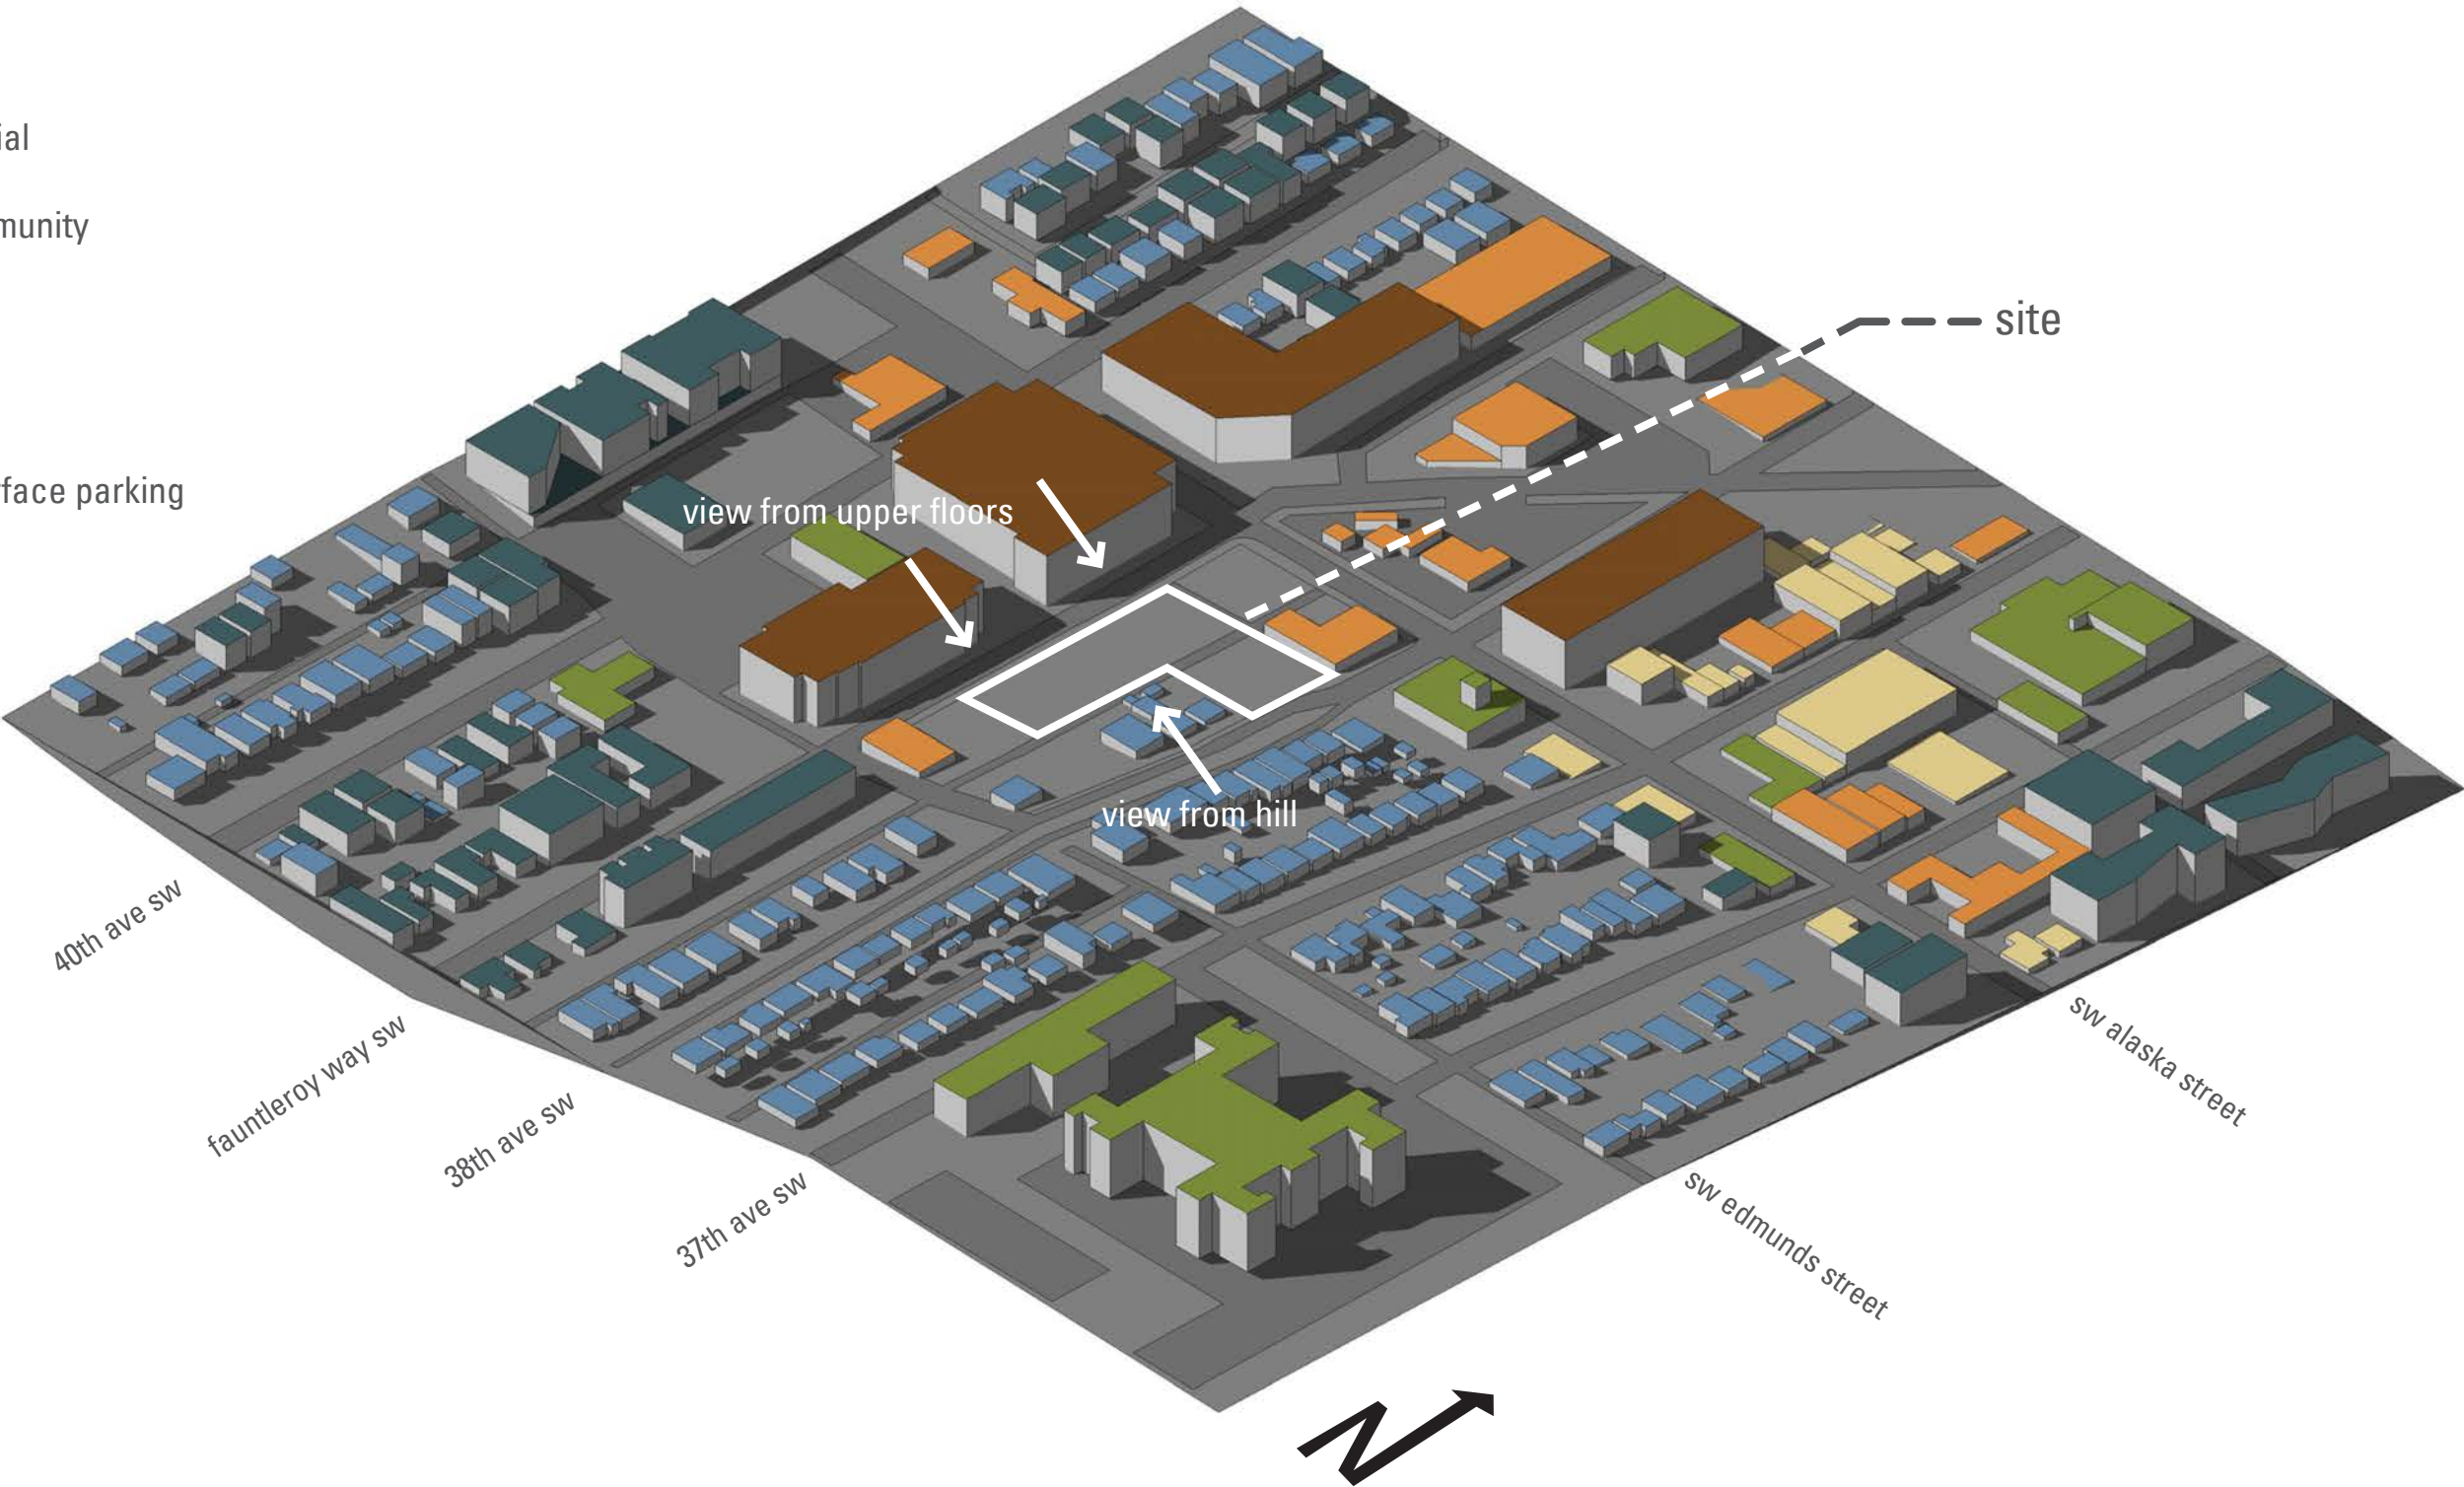 ial
munity
site
face parking
view from upper floors
view from hill
40th ave sw
fauntleroy way sw
38th ave sw
37th ave sw
sw alaska street
sw edmunds street
N